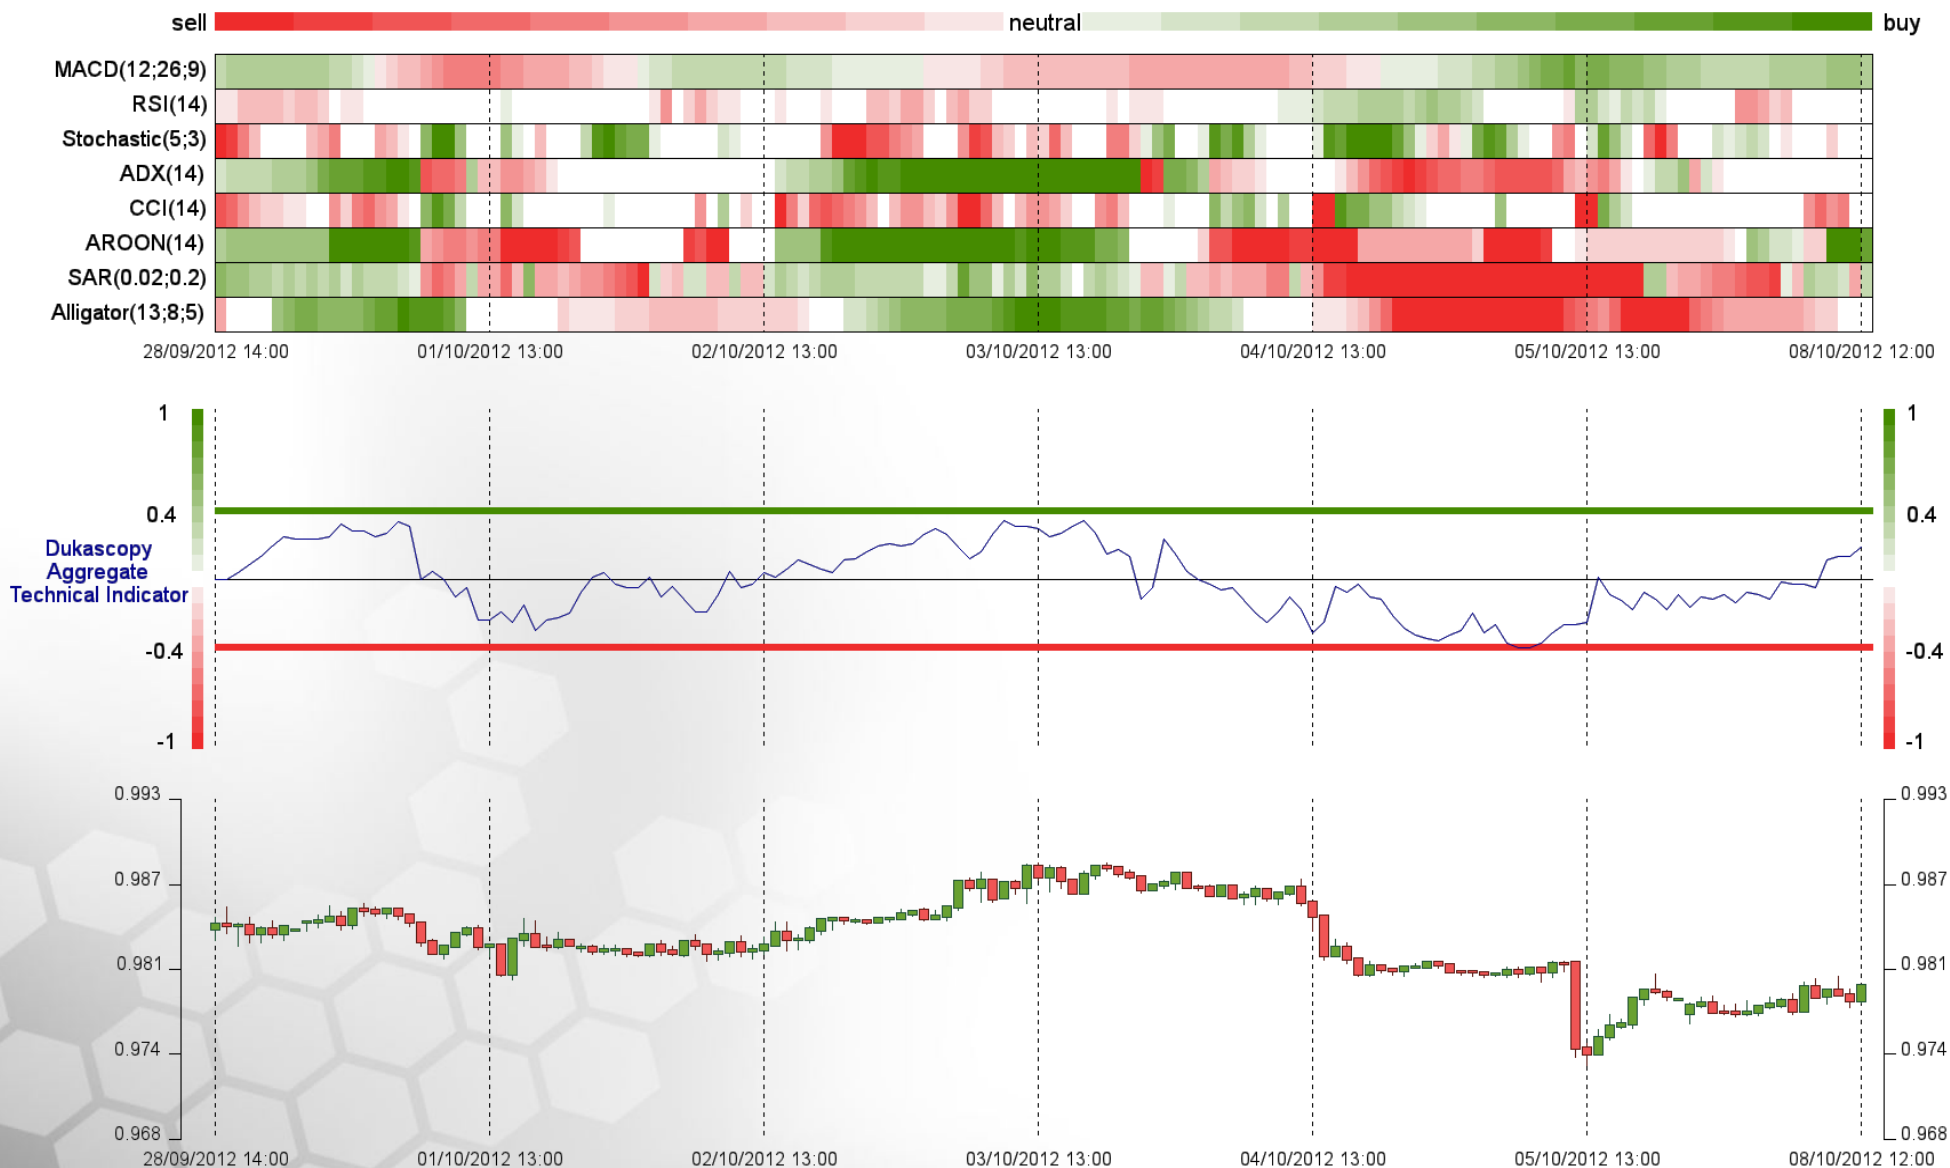 sell neutral buy
MACD(12;26;9)
RSI(14)
Stochastic(5;3)
ADX(14)
CCI(14)
AROON(14)
SAR(0.02;0.2)
Alligator(13;8;5)
28/09/2012 14:00 01/10/2012 13:00 02/10/2012 13:00 03/10/2012 13:00 04/10/2012 13:00 05/10/2012 13:00 08/10/2012 12:00
1 1
0.4 0.4
Dukascopy
Aggregate
Technical Indicator
-0.4 -0.4
-1 -1
0.993 0.993
0.987 0.987
0.981 0.981
0.974 0.974
0.968 0.968
28/09/2012 14:00 01/10/2012 13:00 02/10/2012 13:00 03/10/2012 13:00 04/10/2012 13:00 05/10/2012 13:00 08/10/2012 12:00